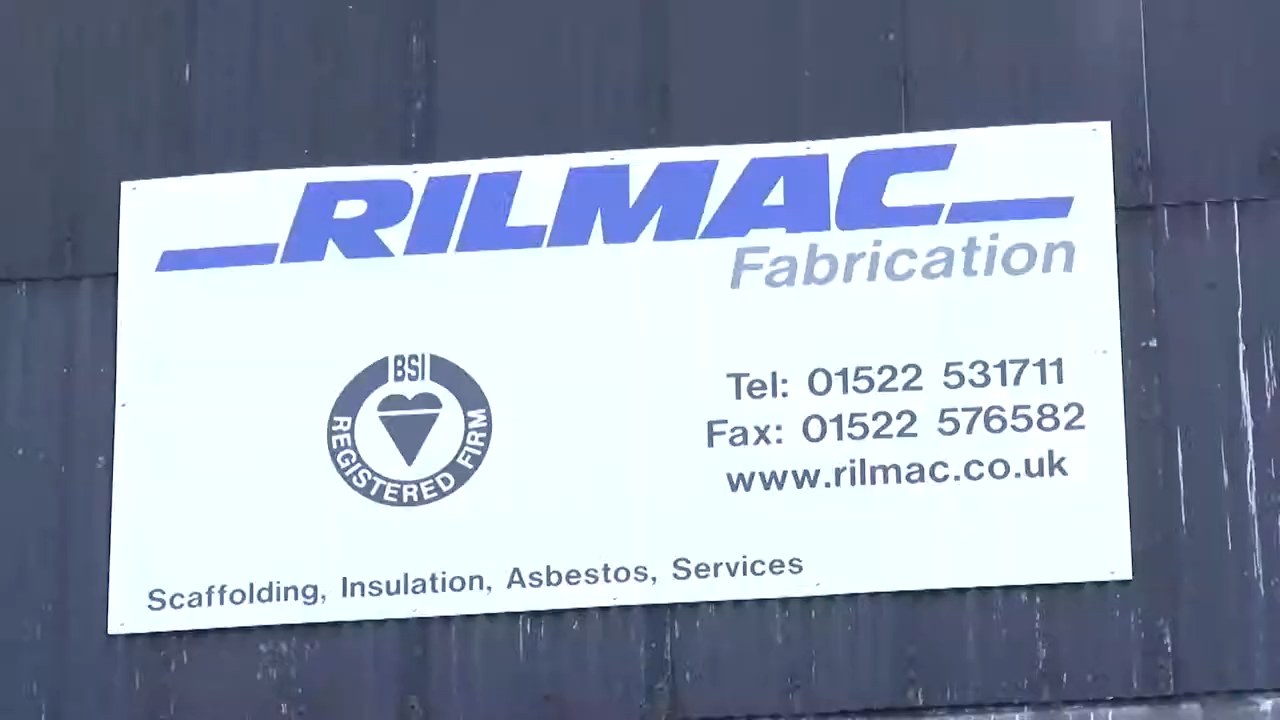 RILMAC
Fabrication
BSI
REGISTERED FIRM
Tel: 01522 531711
Fax: 01522 576582
www.rilmac.co.uk
Scaffolding, Insulation, Asbestos, Services